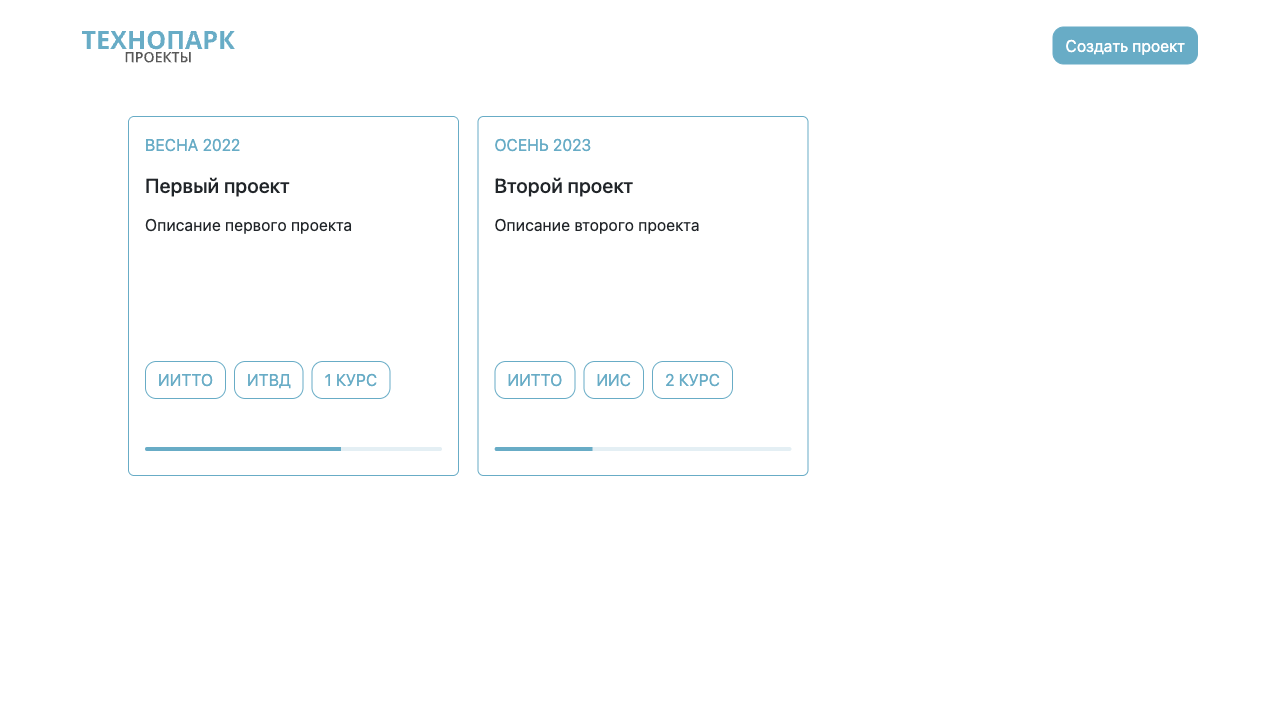 ТЕХНОПАРК
ПРОЕКТЫ
Создать проект
ВЕСНА 2022
Первый проект
Описание первого проекта
ИИТТО ИТВД 1 КУРС
ОСЕНЬ 2023
Второй проект
Описание второго проекта
ИИТТО ИИС 2 КУРС